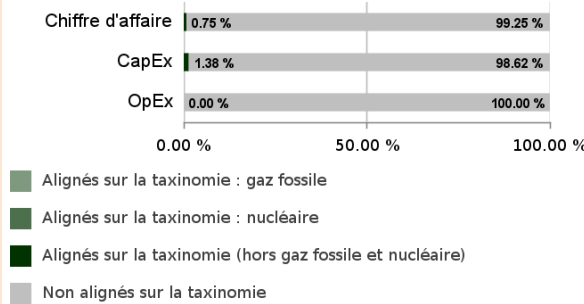 Chiffre d'affaire 0.75 % 99.25 %
CapEx 1.38 % 98.62 %
OpEx 0.00 % 100.00 %
0.00 % 50.00 % 100.00 %
Alignés sur la taxinomie : gaz fossile
Alignés sur la taxinomie : nucléaire
Alignés sur la taxinomie (hors gaz fossile et nucléaire)
Non alignés sur la taxinomie